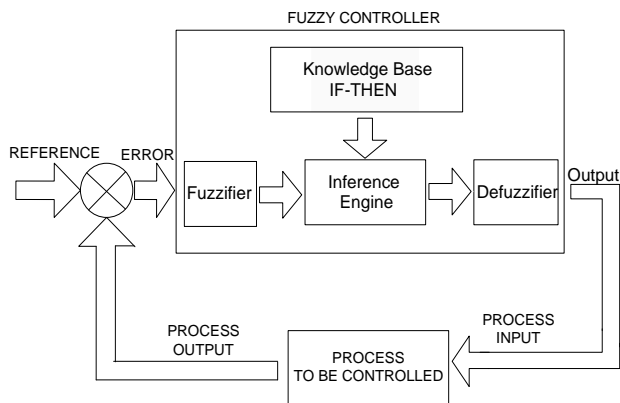 FUZZY CONTROLLER
Knowledge Base
IF-THEN
REFERENCE
ERROR
Fuzzifier
Inference
Engine
Defuzzifier
Output
PROCESS
OUTPUT
PROCESS
TO BE CONTROLLED
PROCESS
INPUT